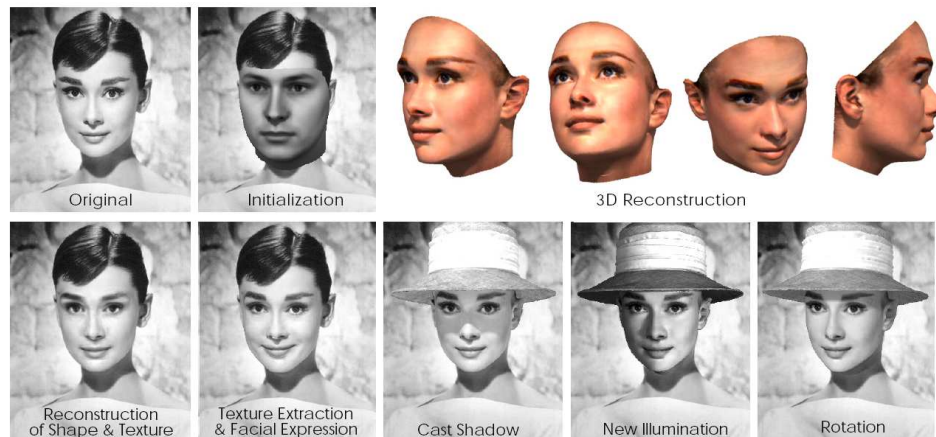 Original
Initialization
3D Reconstruction
Reconstruction
of Shape & Texture
Texture Extraction
& Facial Expression
Cast Shadow
New Illumination
Rotation